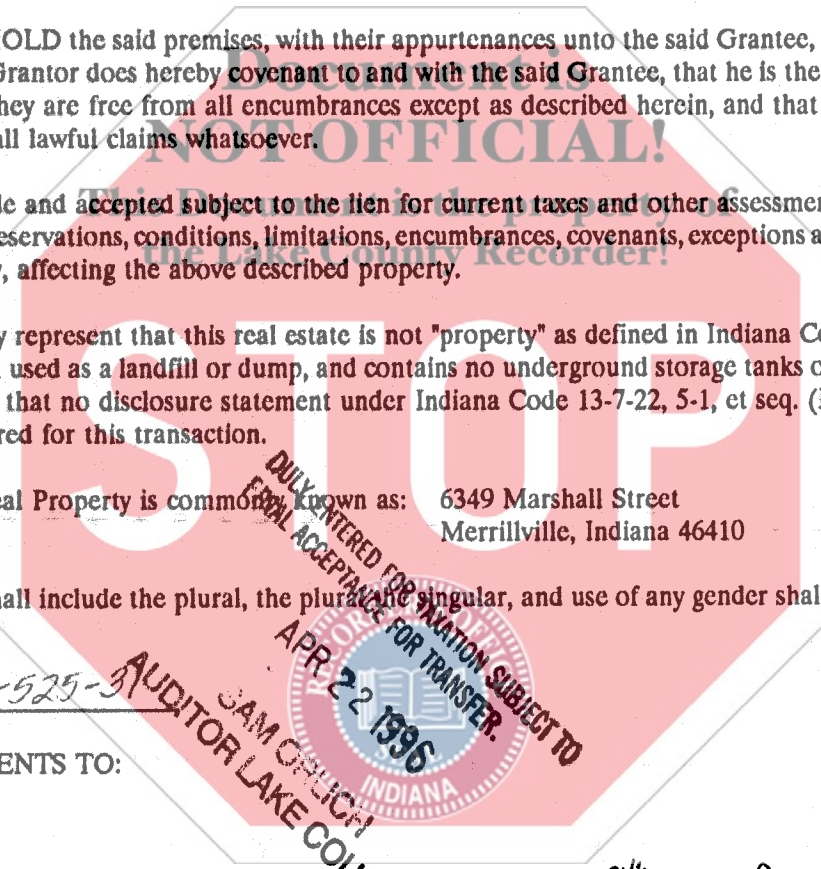 OLD the said premises, with their appurtenances unto the said Grantee,
Grantor does hereby covenant to and with the said Grantee, that he is the
hey are free from all encumbrances except as described herein, and that
all lawful claims whatsoever.
Document is
NOT OFFICIAL!
This Document is the property of
the Lake County Recorder!
le and accepted subject to the lien for current taxes and other assessmen
eservations, conditions, limitations, encumbrances, covenants, exceptions a
, affecting the above described property.
STOP
y represent that this real estate is not "property" as defined in Indiana Co
used as a landfill or dump, and contains no underground storage tanks o
that no disclosure statement under Indiana Code 13-7-22, 5-1, et seq. (
red for this transaction.
eal Property is commonly known as: 6349 Marshall Street
Merrillville, Indiana 46410
hall include the plural, the plural the singular, and use of any gender shal
DULY ENTERED FOR TAXATION SUBJECT TO
FINAL ACCEPTANCE FOR TRANSFER.
APR 22 1996
SAM ORLICH
AUDITOR LAKE COU
-525-31
ENTS TO:
RECORDER'S OFFICE
SEAL
INDIANA